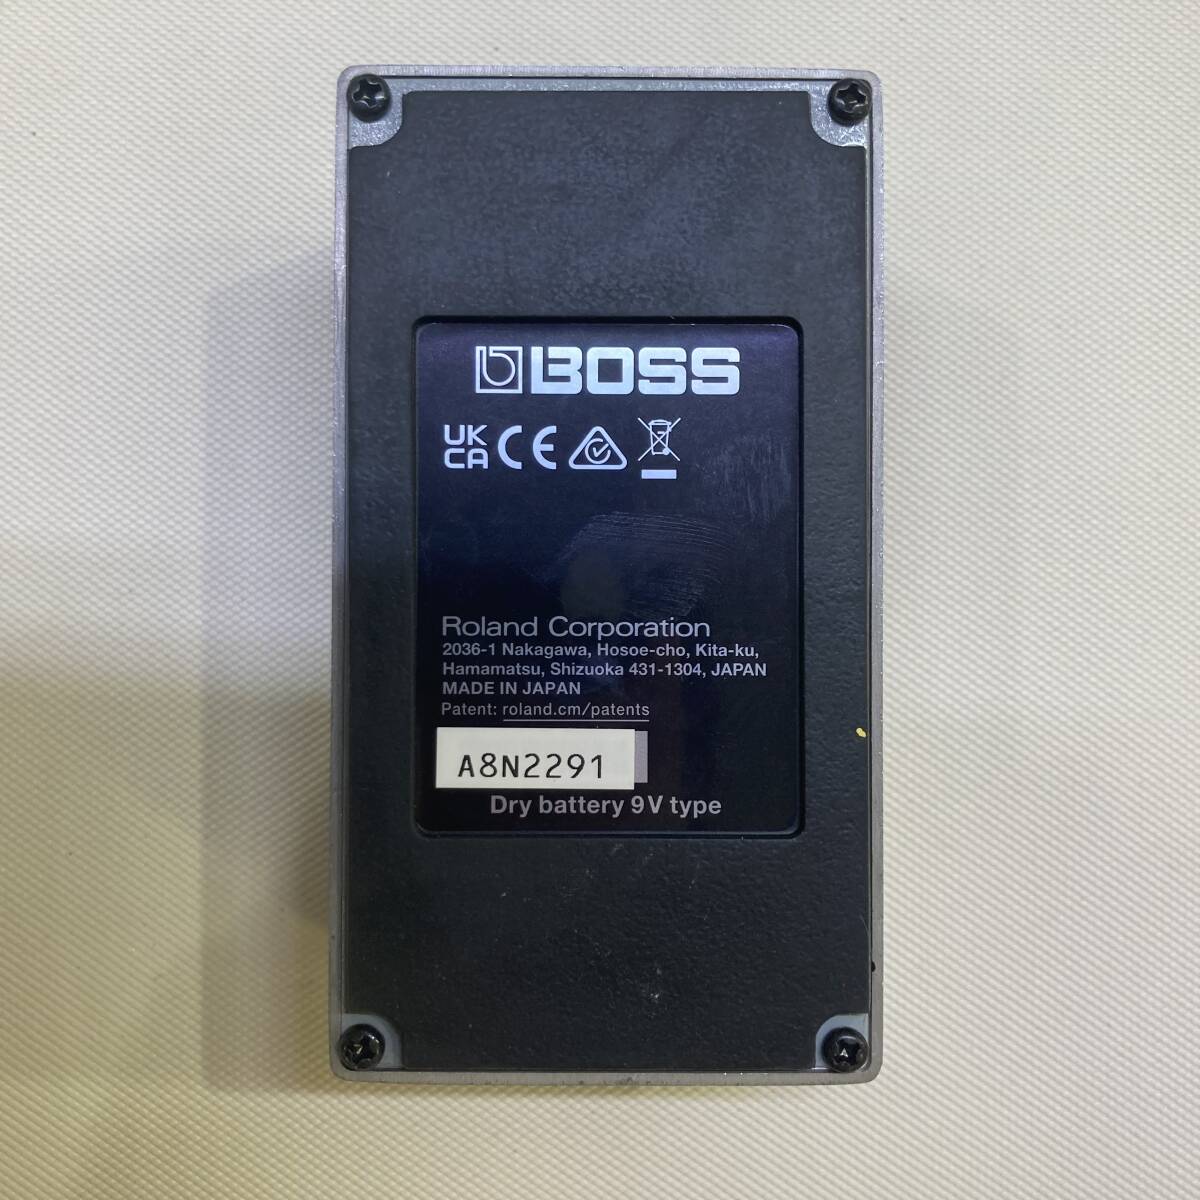 BOSS
UK
CA CE
Roland Corporation
2036-1 Nakagawa, Hosoe-cho, Kita-ku,
Hamamatsu, Shizuoka 431-1304, JAPAN
MADE IN JAPAN
Patent: roland.cm/patents
A8N2291
Dry battery 9V type